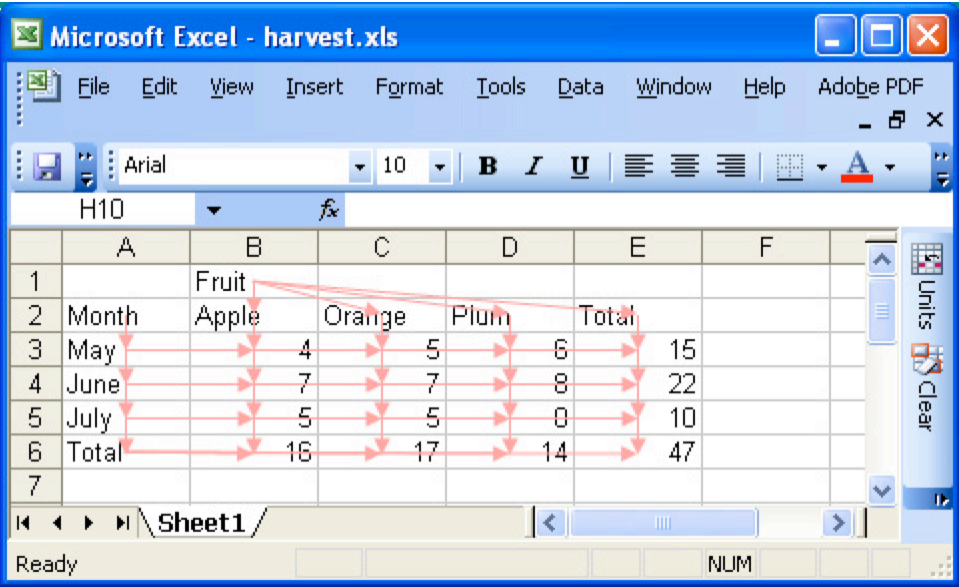 Microsoft Excel - harvest.xls
File Edit View Insert Format Tools Data Window Help Adobe PDF
Arial 10 B I U A
H10 fx
A B C D E F
1 Fruit
2 Month Apple Orange Plum Total
3 May 4 5 6 15
4 June 7 7 8 22
5 July 5 5 0 10
6 Total 16 17 14 47
7
Units
Clear
Sheet1
Ready NUM